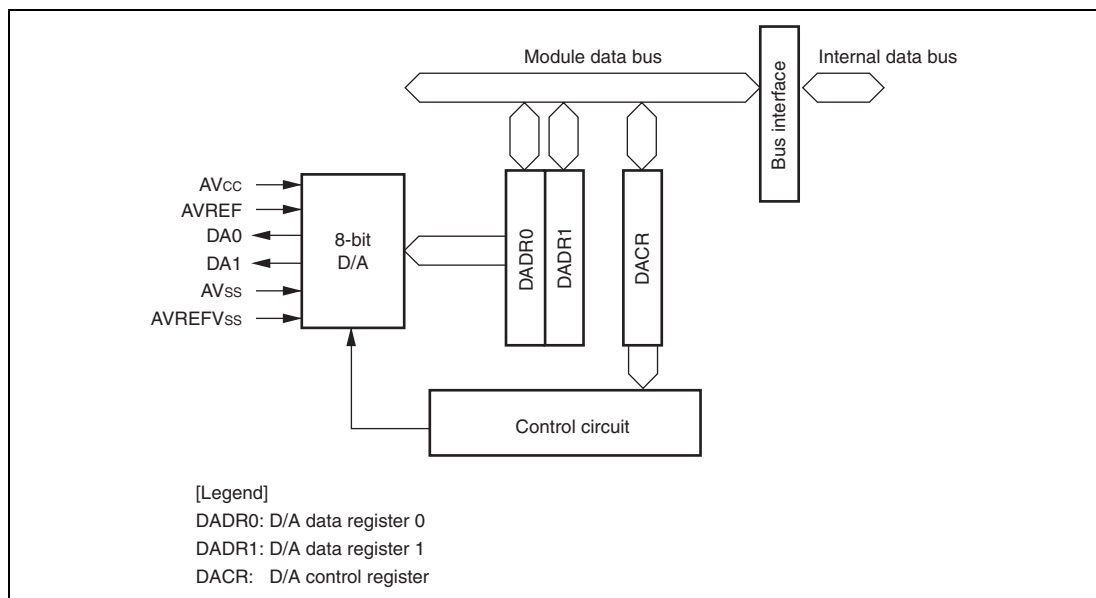 Module data bus
Internal data bus
Bus interface
AVCC
AVREF
DA0
DA1
AVSS
AVREFVSS
8-bit
D/A
DADR0
DADR1
DACR
Control circuit
[Legend]
DADR0: D/A data register 0
DADR1: D/A data register 1
DACR: D/A control register